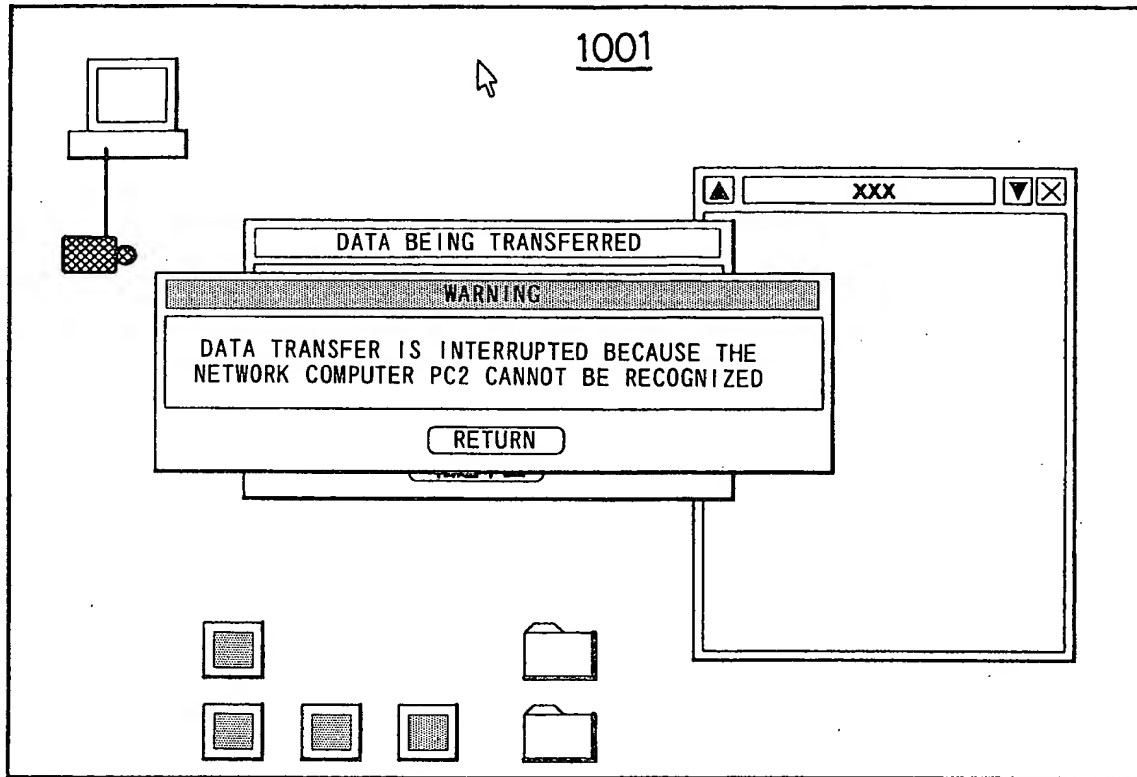 1001
XXX
DATA BEING TRANSFERRED
WARNING
DATA TRANSFER IS INTERRUPTED BECAUSE THE
NETWORK COMPUTER PC2 CANNOT BE RECOGNIZED
RETURN